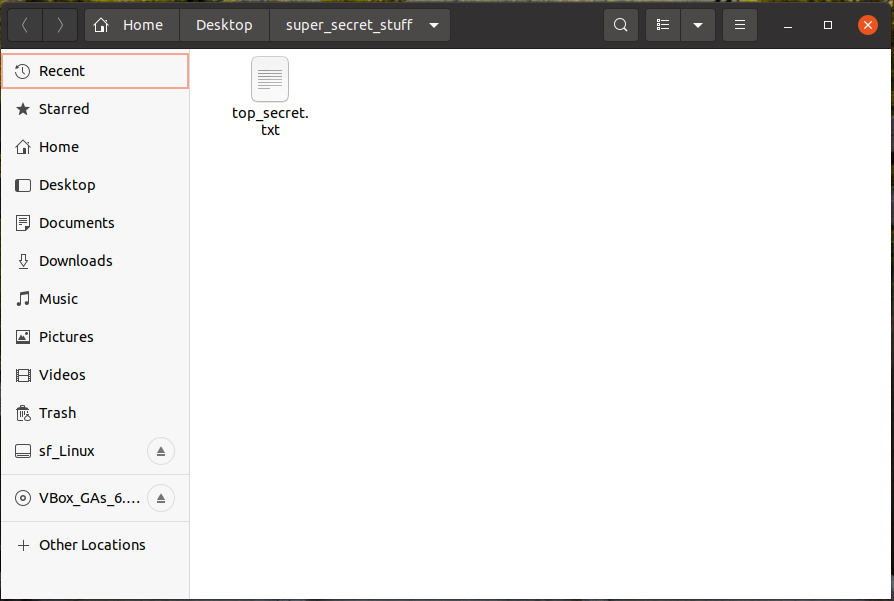 Home
Desktop
super_secret_stuff
Recent
Starred
Home
Desktop
Documents
Downloads
Music
Pictures
Videos
Trash
sf_Linux
VBox_GAs_6.…
Other Locations
top_secret.
txt